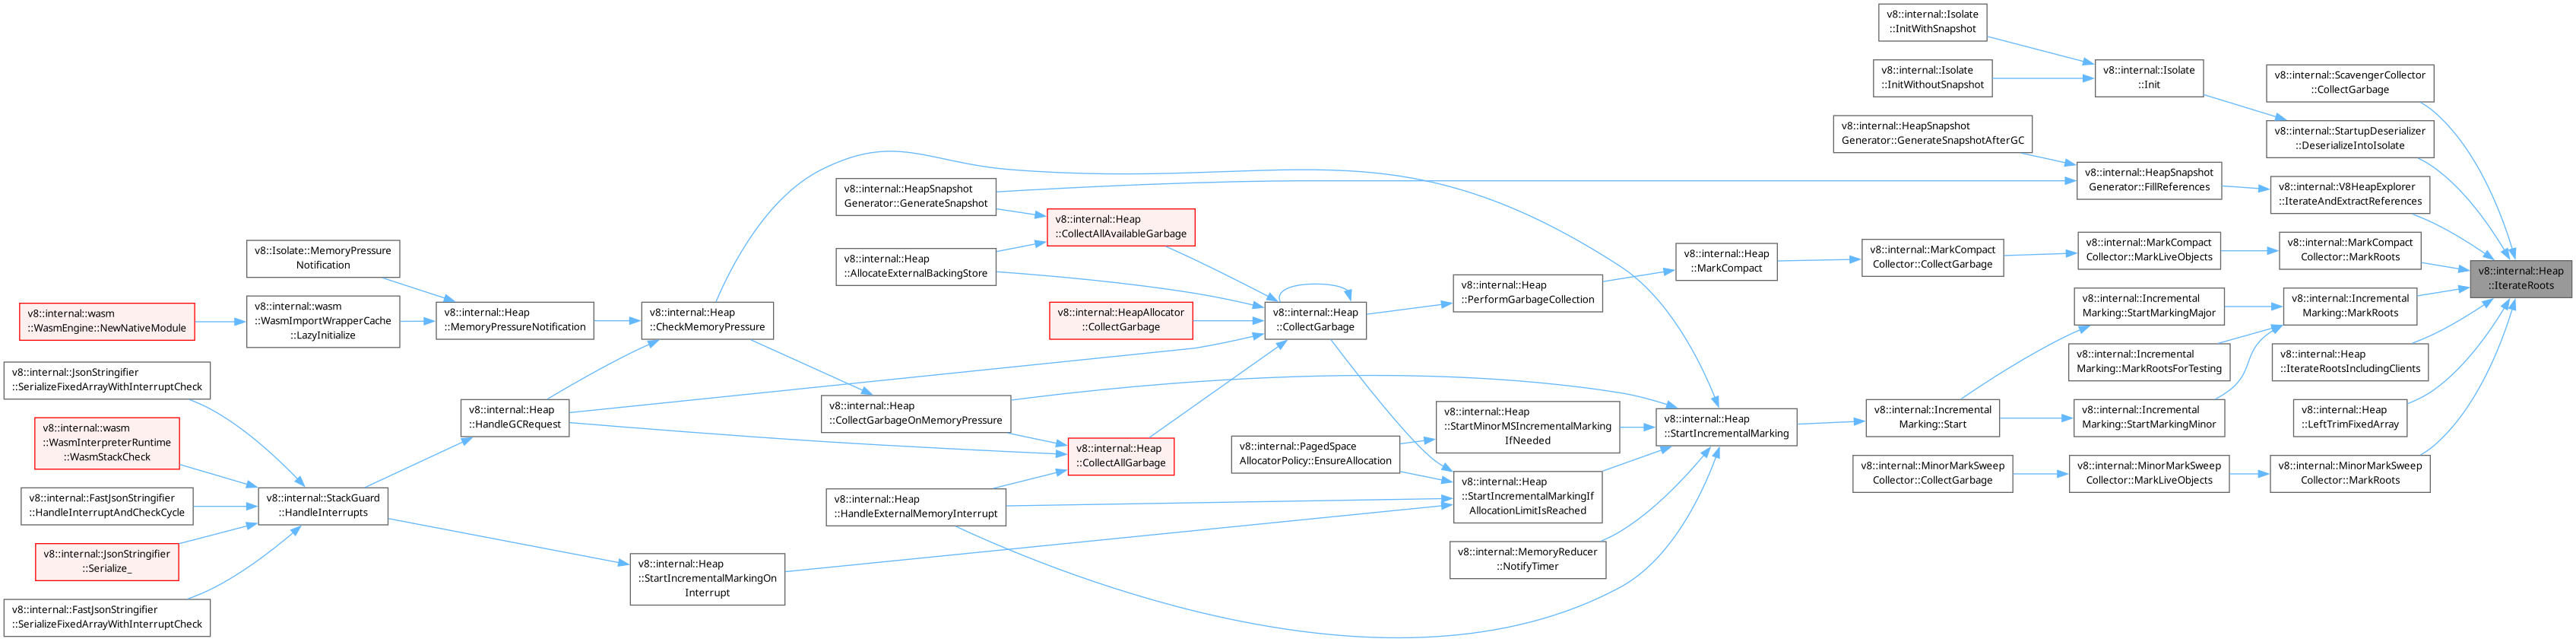 v8::internal::Isolate
::InitWithSnapshot
v8::internal::Isolate
::InitWithoutSnapshot
v8::internal::Isolate
::Init
v8::internal::ScavengerCollector
::CollectGarbage
v8::internal::StartupDeserializer
::DeserializeIntoIsolate
v8::internal::HeapSnapshot
Generator::GenerateSnapshotAfterGC
v8::internal::HeapSnapshot
Generator::FillReferences
v8::internal::V8HeapExplorer
::IterateAndExtractReferences
v8::internal::HeapSnapshot
Generator::GenerateSnapshot
v8::internal::Heap
::CollectAllAvailableGarbage
v8::internal::Heap
::AllocateExternalBackingStore
v8::internal::Heap
::MarkCompact
v8::internal::MarkCompact
Collector::CollectGarbage
v8::internal::MarkCompact
Collector::MarkLiveObjects
v8::internal::MarkCompact
Collector::MarkRoots
v8::internal::Heap
::IterateRoots
v8::Isolate::MemoryPressure
Notification
v8::internal::wasm
::WasmEngine::NewNativeModule
v8::internal::wasm
::WasmImportWrapperCache
::LazyInitialize
v8::internal::Heap
::MemoryPressureNotification
v8::internal::Heap
::CheckMemoryPressure
v8::internal::HeapAllocator
::CollectGarbage
v8::internal::Heap
::CollectGarbage
v8::internal::Heap
::PerformGarbageCollection
v8::internal::Incremental
Marking::StartMarkingMajor
v8::internal::Incremental
Marking::MarkRoots
v8::internal::Incremental
Marking::MarkRootsForTesting
v8::internal::Heap
::IterateRootsIncludingClients
v8::internal::JsonStringifier
::SerializeFixedArrayWithInterruptCheck
v8::internal::wasm
::WasmInterpreterRuntime
::WasmStackCheck
v8::internal::Heap
::HandleGCRequest
v8::internal::Heap
::CollectGarbageOnMemoryPressure
v8::internal::Heap
::CollectAllGarbage
v8::internal::PagedSpace
AllocatorPolicy::EnsureAllocation
v8::internal::Heap
::StartMinorMSIncrementalMarking
IfNeeded
v8::internal::Heap
::StartIncrementalMarking
v8::internal::Incremental
Marking::Start
v8::internal::Incremental
Marking::StartMarkingMinor
v8::internal::Heap
::LeftTrimFixedArray
v8::internal::MinorMarkSweep
Collector::CollectGarbage
v8::internal::MinorMarkSweep
Collector::MarkLiveObjects
v8::internal::MinorMarkSweep
Collector::MarkRoots
v8::internal::FastJsonStringifier
::HandleInterruptAndCheckCycle
v8::internal::StackGuard
::HandleInterrupts
v8::internal::Heap
::HandleExternalMemoryInterrupt
v8::internal::Heap
::StartIncrementalMarkingIf
AllocationLimitIsReached
v8::internal::JsonStringifier
::Serialize_
v8::internal::Heap
::StartIncrementalMarkingOn
Interrupt
v8::internal::MemoryReducer
::NotifyTimer
v8::internal::FastJsonStringifier
::SerializeFixedArrayWithInterruptCheck